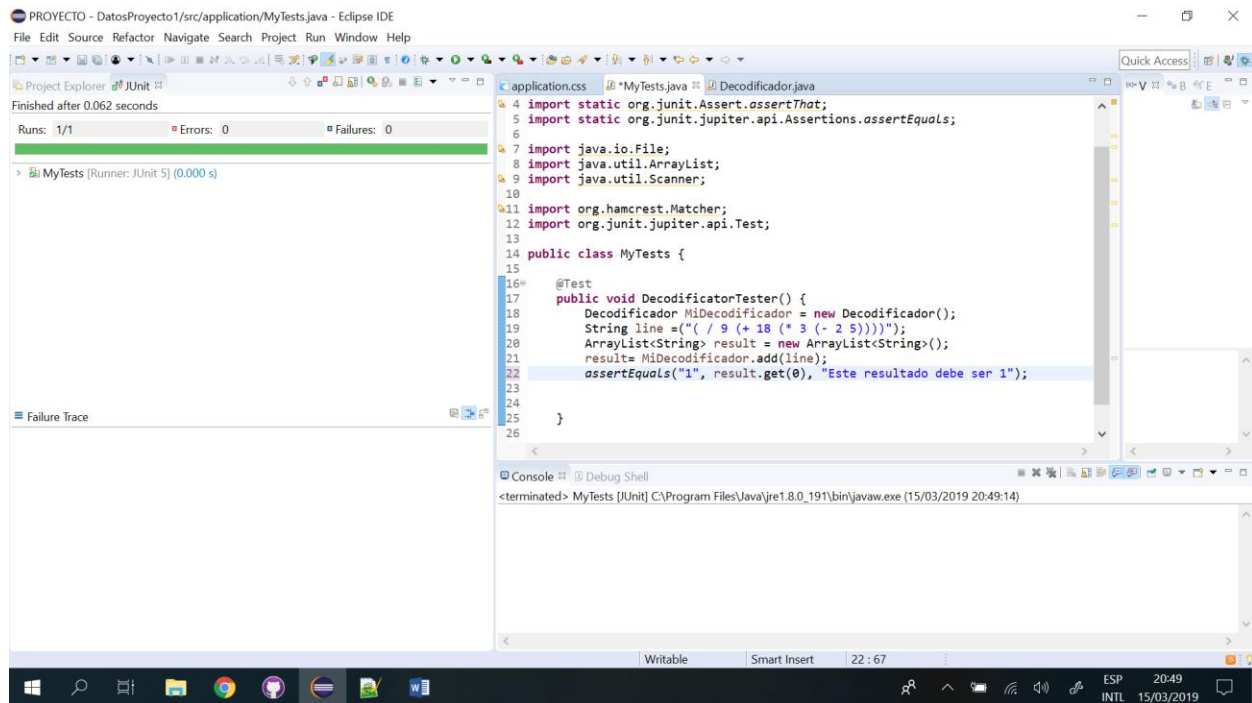 PROYECTO - DatosProyecto1/src/application/MyTests.java - Eclipse IDE
File Edit Source Refactor Navigate Search Project Run Window Help
Quick Access
Project Explorer JUnit
Finished after 0.062 seconds
Runs: 1/1 Errors: 0 Failures: 0
MyTests [Runner: JUnit 5] (0.000 s)
Failure Trace
application.css *MyTests.java Decodificador.java
4 import static org.junit.Assert.assertThat;
5 import static org.junit.jupiter.api.Assertions.assertEquals;
6
7 import java.io.File;
8 import java.util.ArrayList;
9 import java.util.Scanner;
10
11 import org.hamcrest.Matcher;
12 import org.junit.jupiter.api.Test;
13
14 public class MyTests {
15
16 @Test
17 public void DecodificatorTester() {
18 Decodificador MiDecodificador = new Decodificador();
19 String line =("( / 9 (+ 18 (* 3 (- 2 5))))");
20 ArrayList<String> result = new ArrayList<String>();
21 result= MiDecodificador.add(line);
22 assertEquals("1", result.get(0), "Este resultado debe ser 1");
23
24
25 }
26
V B E
Console Debug Shell
<terminated> MyTests [JUnit] C:\Program Files\Java\jre1.8.0_191\bin\javaw.exe (15/03/2019 20:49:14)
Writable Smart Insert 22 : 67
ESP
INTL
20:49
15/03/2019